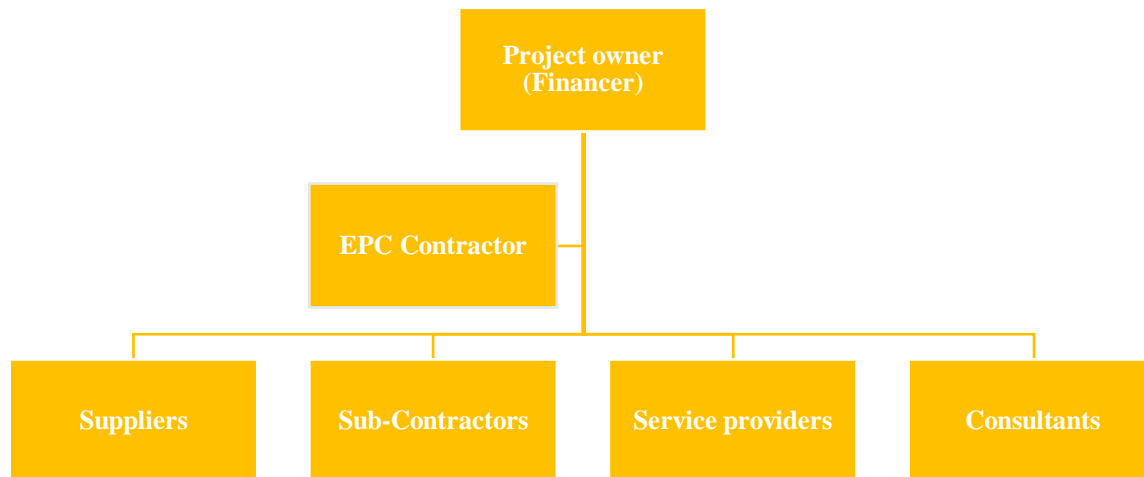 Project owner
(Financer)
EPC Contractor
Suppliers
Sub-Contractors
Service providers
Consultants